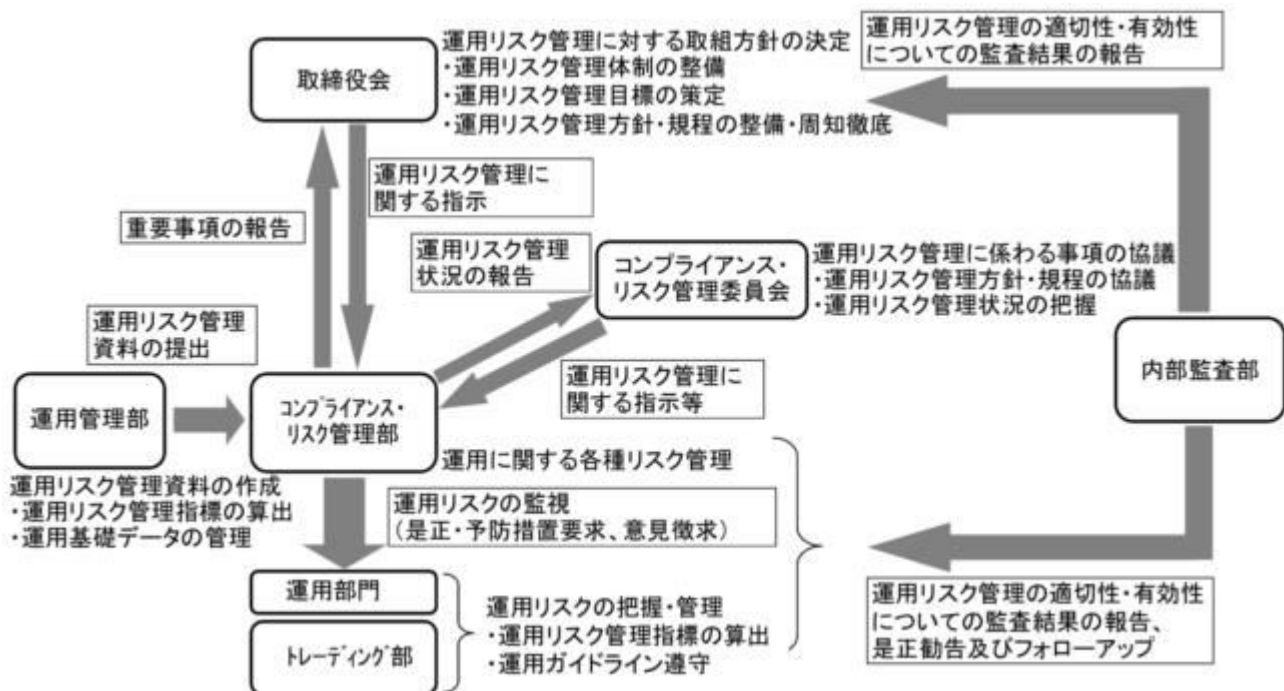 運用リスク管理に対する取組方針の決定
・運用リスク管理体制の整備
・運用リスク管理目標の策定
・運用リスク管理方針・規程の整備・周知徹底
取締役会
運用リスク管理の適切性・有効性
についての監査結果の報告
運用リスク管理に
関する指示
重要事項の報告
運用リスク管理
状況の報告
コンプライアンス・
リスク管理委員会
運用リスク管理に係わる事項の協議
・運用リスク管理方針・規程の協議
・運用リスク管理状況の把握
運用リスク管理
資料の提出
運用リスク管理に
関する指示等
内部監査部
運用管理部
コンプライアンス・
リスク管理部
運用に関する各種リスク管理
運用リスク管理資料の作成
・運用リスク管理指標の算出
・運用基礎データの管理
運用リスクの監視
(是正・予防措置要求、意見徴求)
運用部門
トレーディング部
運用リスクの把握・管理
・運用リスク管理指標の算出
・運用ガイドライン遵守
運用リスク管理の適切性・有効性
についての監査結果の報告、
是正勧告及びフォローアップ